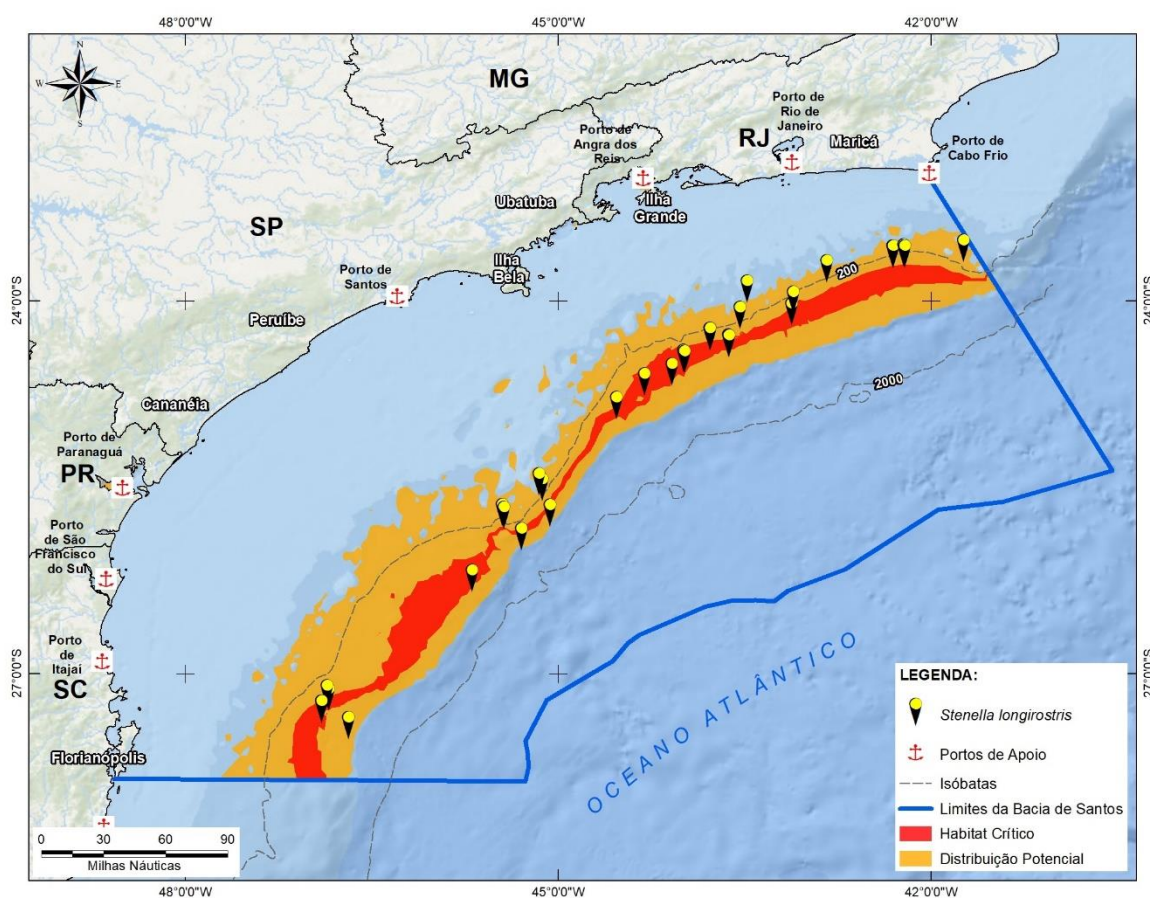 48°0'0"W
45°0'0"W
42°0'0"W
N
W
E
S
MG
Porto de
Rio de
Janeiro
Porto de
Angra dos
Reis
RJ
Maricá
Porto de
Cabo Frio
Ubatuba
Ilha
Grande
SP
Ilha
Bela
Porto de
Santos
200
24°0'0"S
24°0'0"S
Peruíbe
2000
Cananéia
Porto de
Paranaguá
PR
Porto
de São
Francisco
do Sul
Porto
de
Itajaí
27°0'0"S
27°0'0"S
SC
OCEANO ATLÂNTICO
Florianópolis
LEGENDA:
Stenella longirostris
Portos de Apoio
Isóbatas
Limites da Bacia de Santos
Habitat Crítico
Distribuição Potencial
0 30 60 90
Milhas Náuticas
48°0'0"W
45°0'0"W
42°0'0"W